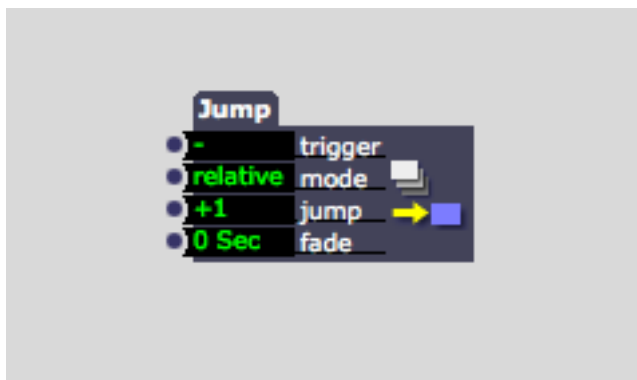 Jump
- trigger
relative mode
+1 jump
0 Sec fade